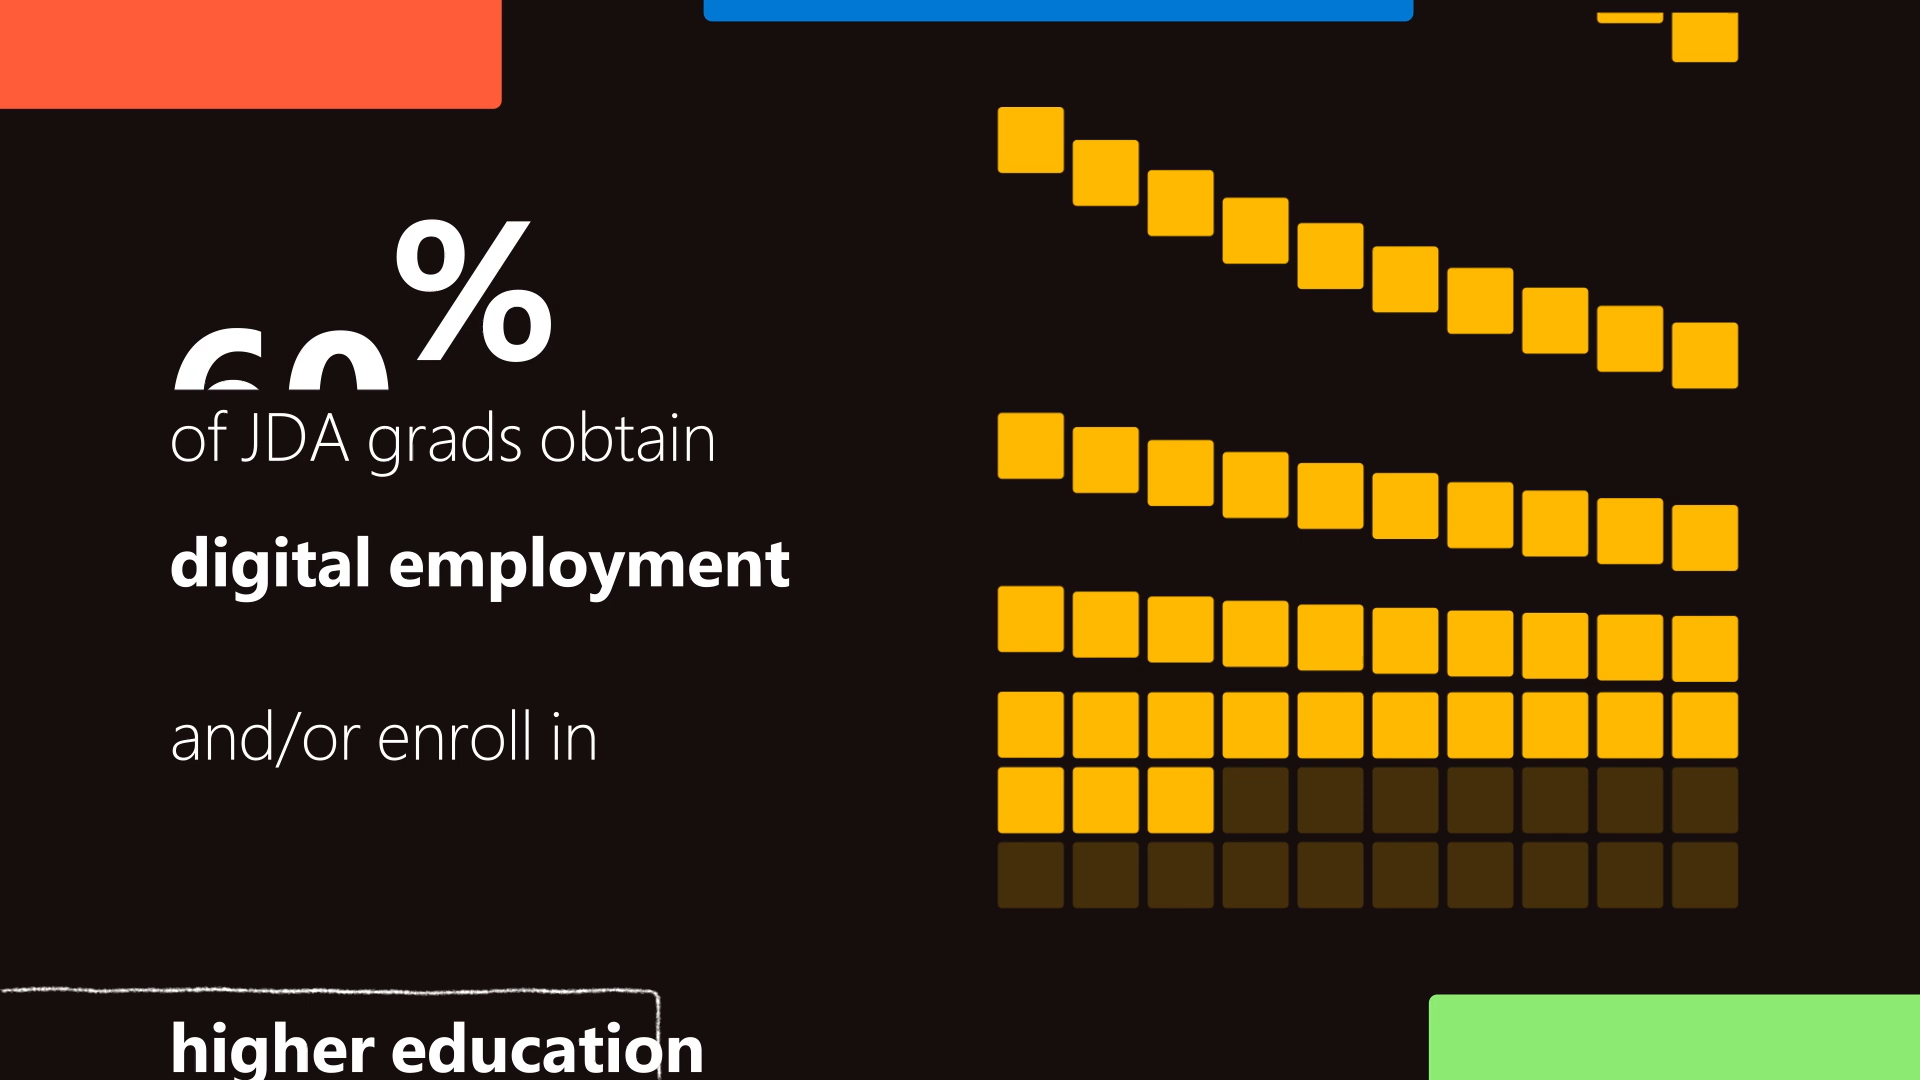 %
of JDA grads obtain
digital employment
and/or enroll in
higher education